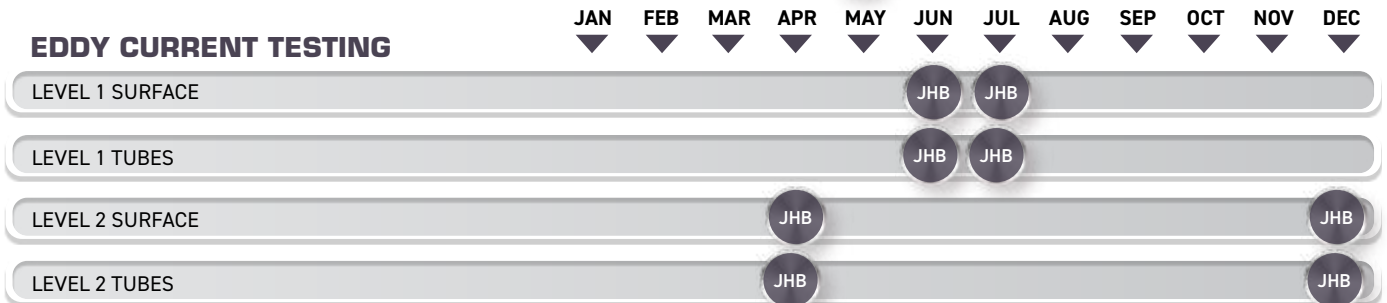 JAN FEB MAR APR MAY JUN JUL AUG SEP OCT NOV DEC
EDDY CURRENT TESTING
LEVEL 1 SURFACE JHB JHB
LEVEL 1 TUBES JHB JHB
LEVEL 2 SURFACE JHB JHB
LEVEL 2 TUBES JHB JHB